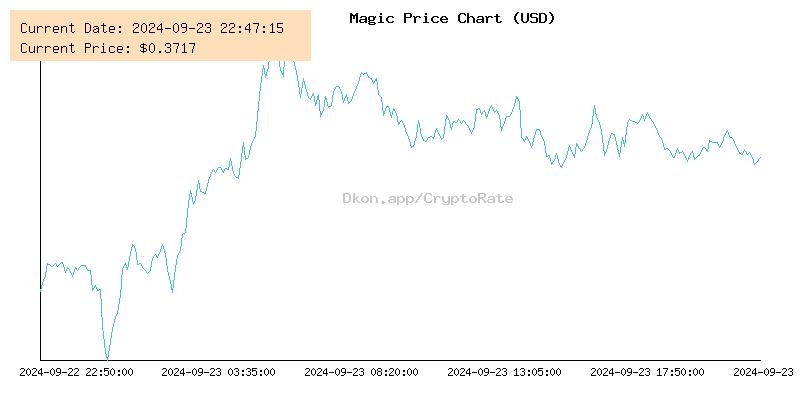 Magic Price Chart (USD)
Current Date: 2024-09-23 22:47:15
Current Price: $0.3717
Dkon.app/CryptoRate
2024-09-22 22:50:00 2024-09-23 03:35:00 2024-09-23 08:20:00 2024-09-23 13:05:00 2024-09-23 17:50:00 2024-09-23